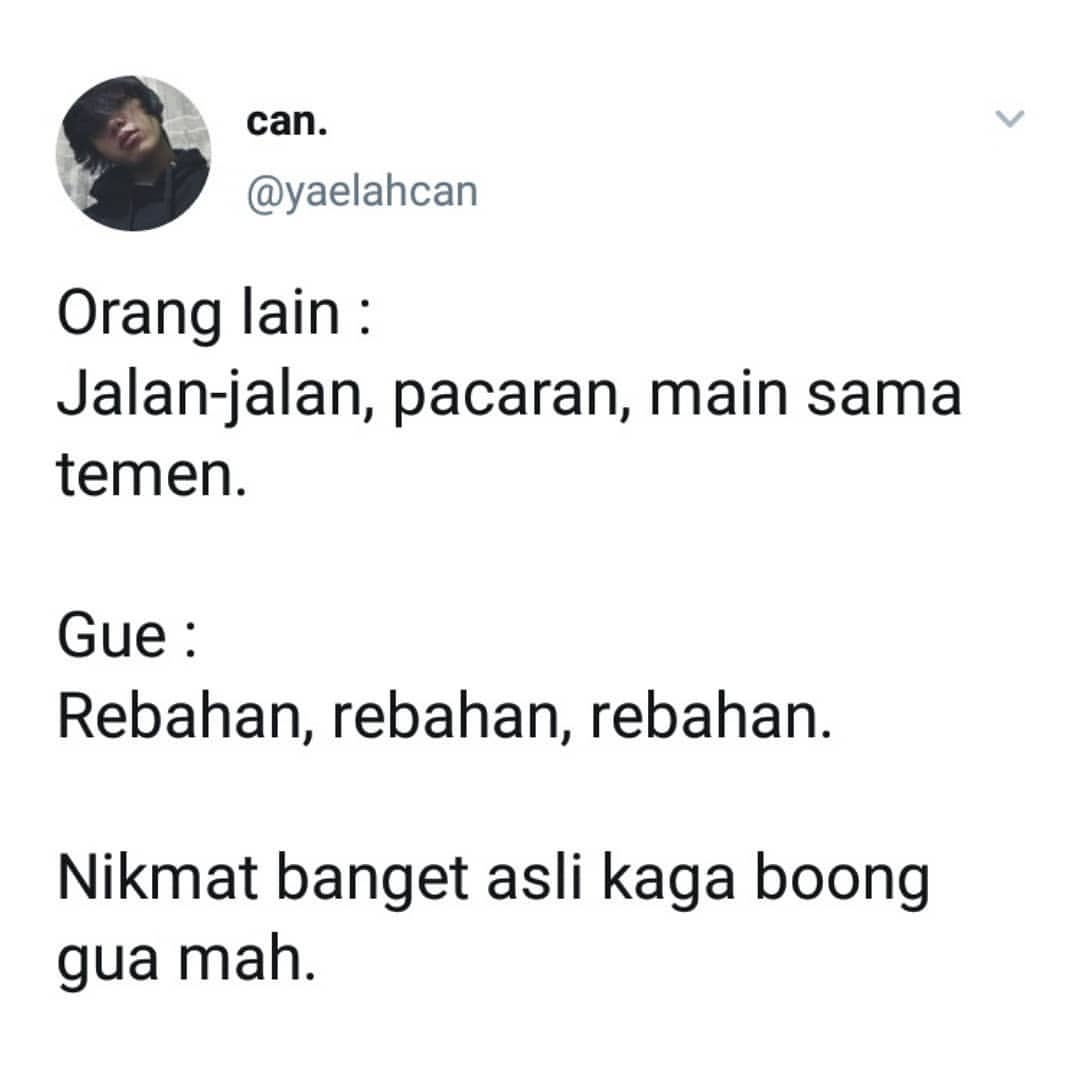 can.
@yaelahcan
Orang lain :
Jalan-jalan, pacaran, main sama
temen.
Gue :
Rebahan, rebahan, rebahan.
Nikmat banget asli kaga boong
gua mah.